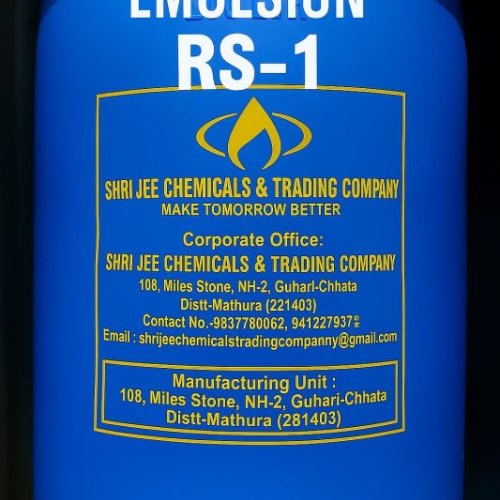 EMULSION
RS-1
SHRI JEE CHEMICALS & TRADING COMPANY
MAKE TOMORROW BETTER
Corporate Office:
SHRI JEE CHEMICALS & TRADING COMPANY
108, Miles Stone, NH-2, Guharl-Chhata
Distt-Mathura (221403)
Contact No.-9837780062,
Email : shrijeechemicalstradingcompanny@gmail.com
Manufacturing Unit :
108, Miles Stone, NH-2, Guhari-Chhata
Distt-Mathura (281403)